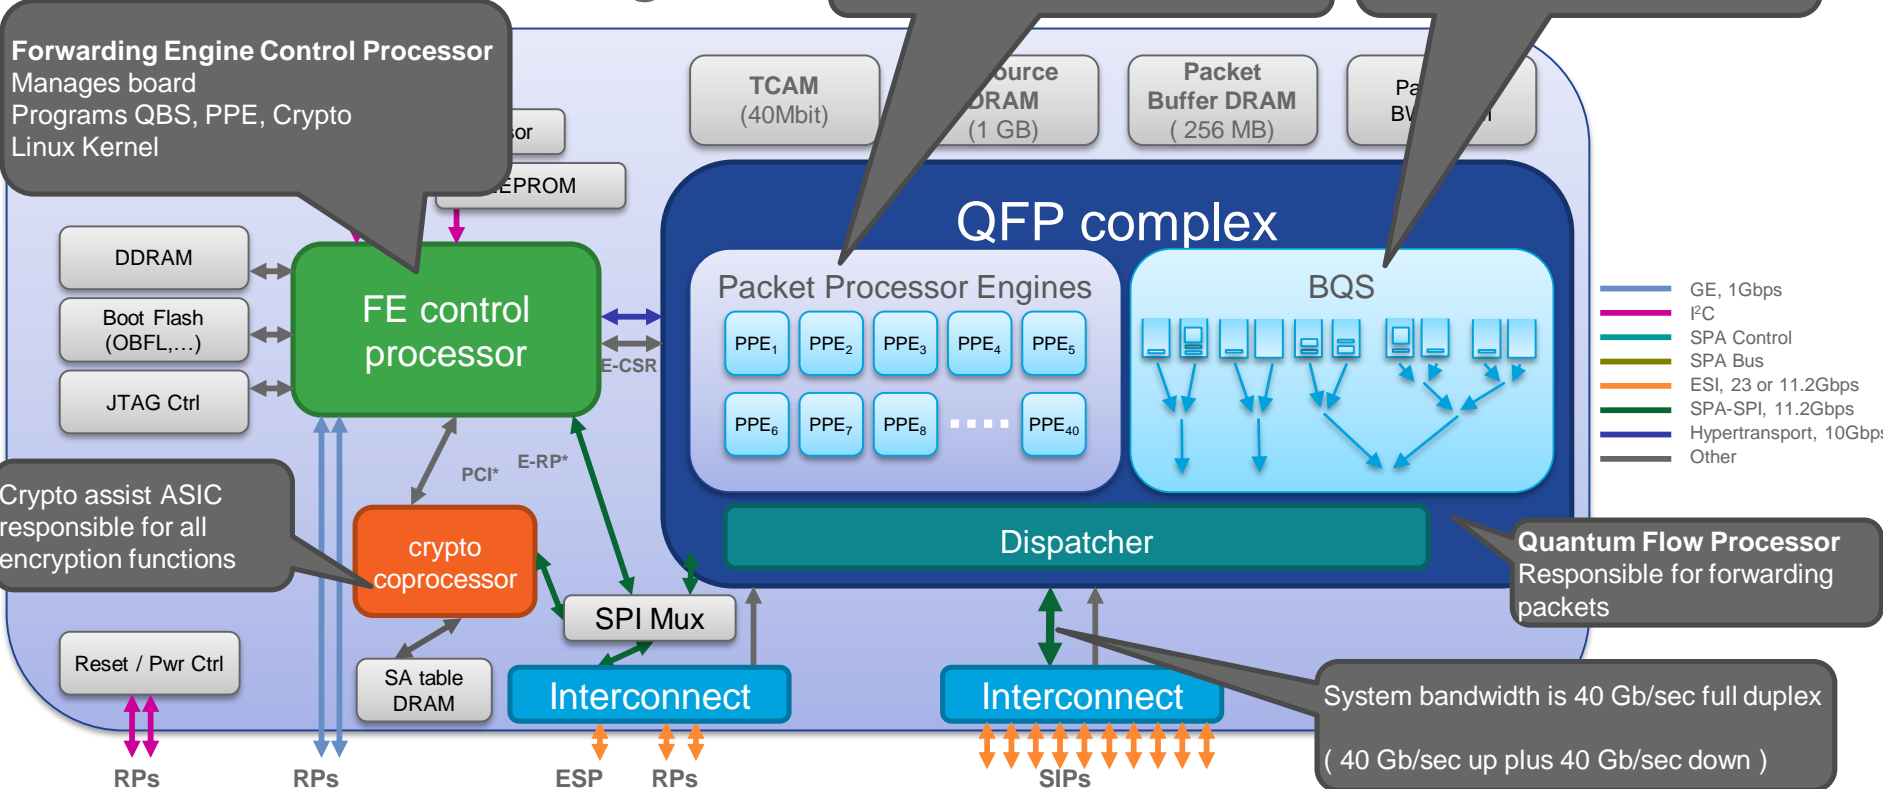 Forwarding Engine Control Processor
Manages board
Programs QBS, PPE, Crypto
Linux Kernel
TCAM
(40Mbit)
DRAM
(1 GB)
Packet
Buffer DRAM
( 256 MB)
DDRAM
Boot Flash
(OBFL,…)
JTAG Ctrl
FE control
processor
E-CSR
QFP complex
Packet Processor Engines
PPE1
PPE2
PPE3
PPE4
PPE5
PPE6
PPE7
PPE8
PPE40
BQS
GE, 1Gbps
I2C
SPA Control
SPA Bus
ESI, 23 or 11.2Gbps
SPA-SPI, 11.2Gbps
Hypertransport, 10Gbps
Other
PCI*
E-RP*
Crypto assist ASIC
responsible for all
encryption functions
crypto
coprocessor
Dispatcher
Quantum Flow Processor
Responsible for forwarding
packets
SPI Mux
Reset / Pwr Ctrl
SA table
DRAM
Interconnect
Interconnect
System bandwidth is 40 Gb/sec full duplex
( 40 Gb/sec up plus 40 Gb/sec down )
RPs
RPs
ESP
RPs
SIPs